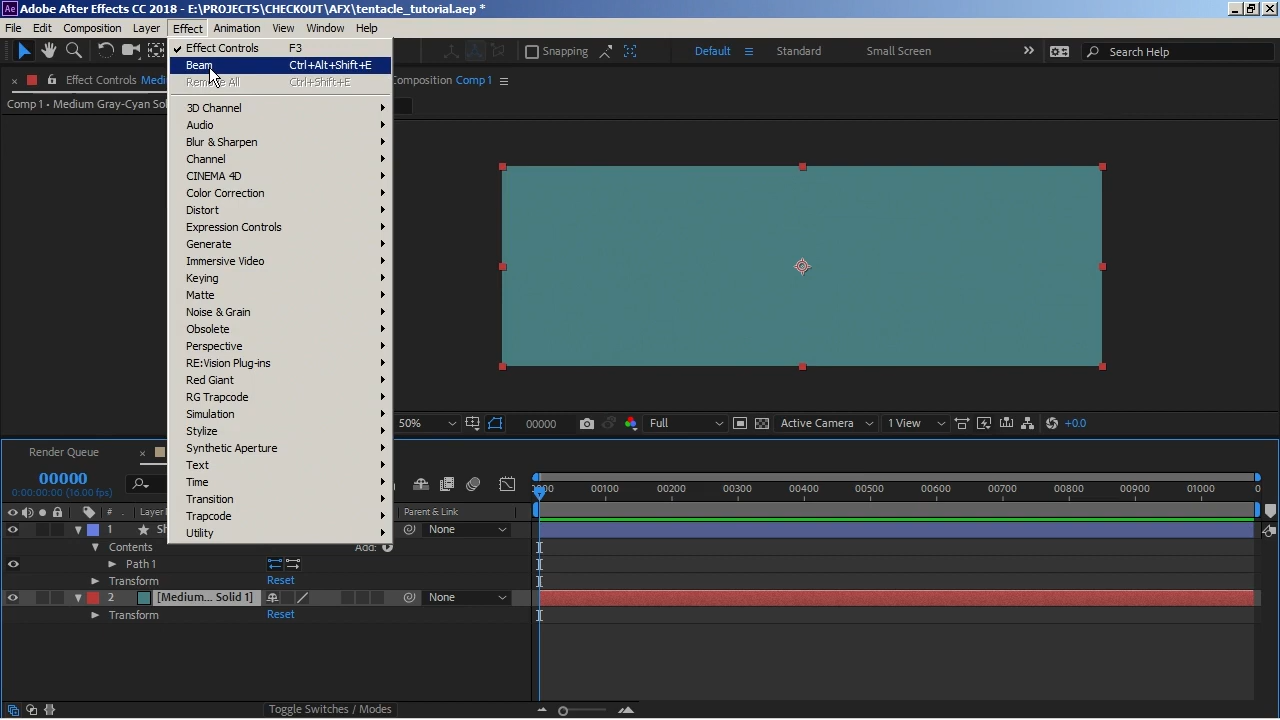 Adobe After Effects CC 2018 - E:\PROJECTS\CHECKOUT\AFX\tentacle_tutorial.aep *
File Edit Composition Layer Effect Animation View Window Help
Snapping Default Standard Small Screen Search Help
Effect Controls F3
Beam Ctrl+Alt+Shift+E
Remove All Ctrl+Shift+E
3D Channel
Audio
Blur & Sharpen
Channel
CINEMA 4D
Color Correction
Distort
Expression Controls
Generate
Immersive Video
Keying
Matte
Noise & Grain
Obsolete
Perspective
RE:Vision Plug-ins
Red Giant
RG Trapcode
Simulation
Stylize
Synthetic Aperture
Text
Time
Transition
Trapcode
Utility
Effect Controls Medi
Comp 1
Comp 1 • Medium Gray-Cyan Sol
50% 00000 Full Active Camera 1 View +0.0
Render Queue
00000
0:00:00:00 (16.00 fps)
00100 00200 00300 00400 00500 00600 00700 00800 00900 01000
# Parent & Link
1 None
Contents Add:
Path 1
Transform Reset
2 [Medium... Solid 1] None
Transform Reset
Toggle Switches / Modes